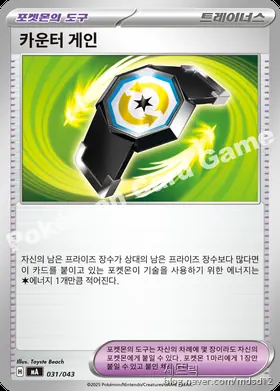 포켓몬의 도구
트레이너스
카운터 게인
Pokémon Card Game
자신의 남은 프라이즈 장수가 상대의 남은 프라이즈 장수보다 많다면
이 카드를 붙이고 있는 포켓몬이 기술을 사용하기 위한 에너지는
✶에너지 1개만큼 적어진다.
포켓몬의 도구는 자신의 차례에 몇 장이라도 자신의 포켓몬
에게 붙일 수 있다. 포켓몬 1마리에게 1장만
붙일 수 있고 붙인 채로
Illus. Toyste Beach
H mA 031/043
©2025 Pokémon/Nintendo/Creatures/GAME FREAK